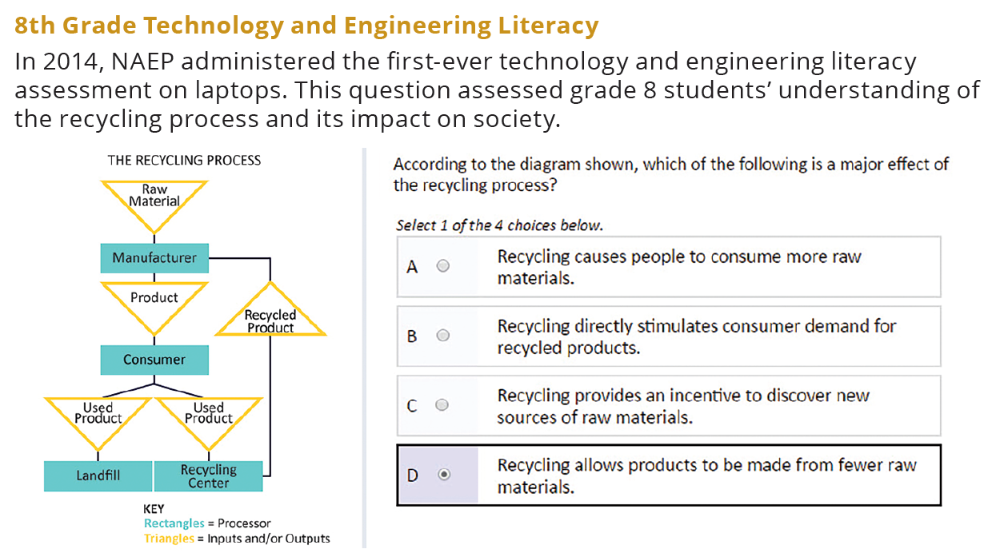 8th Grade Technology and Engineering Literacy
In 2014, NAEP administered the first-ever technology and engineering literacy
assessment on laptops. This question assessed grade 8 students’ understanding of
the recycling process and its impact on society.
THE RECYCLING PROCESS
Raw
Material
Manufacturer
Product
Recycled
Product
Consumer
Used
Product
Used
Product
Landfill
Recycling
Center
KEY
Rectangles = Processor
Triangles = Inputs and/or Outputs
According to the diagram shown, which of the following is a major effect of
the recycling process?
Select 1 of the 4 choices below.
A Recycling causes people to consume more raw
materials.
B Recycling directly stimulates consumer demand for
recycled products.
C Recycling provides an incentive to discover new
sources of raw materials.
D Recycling allows products to be made from fewer raw
materials.